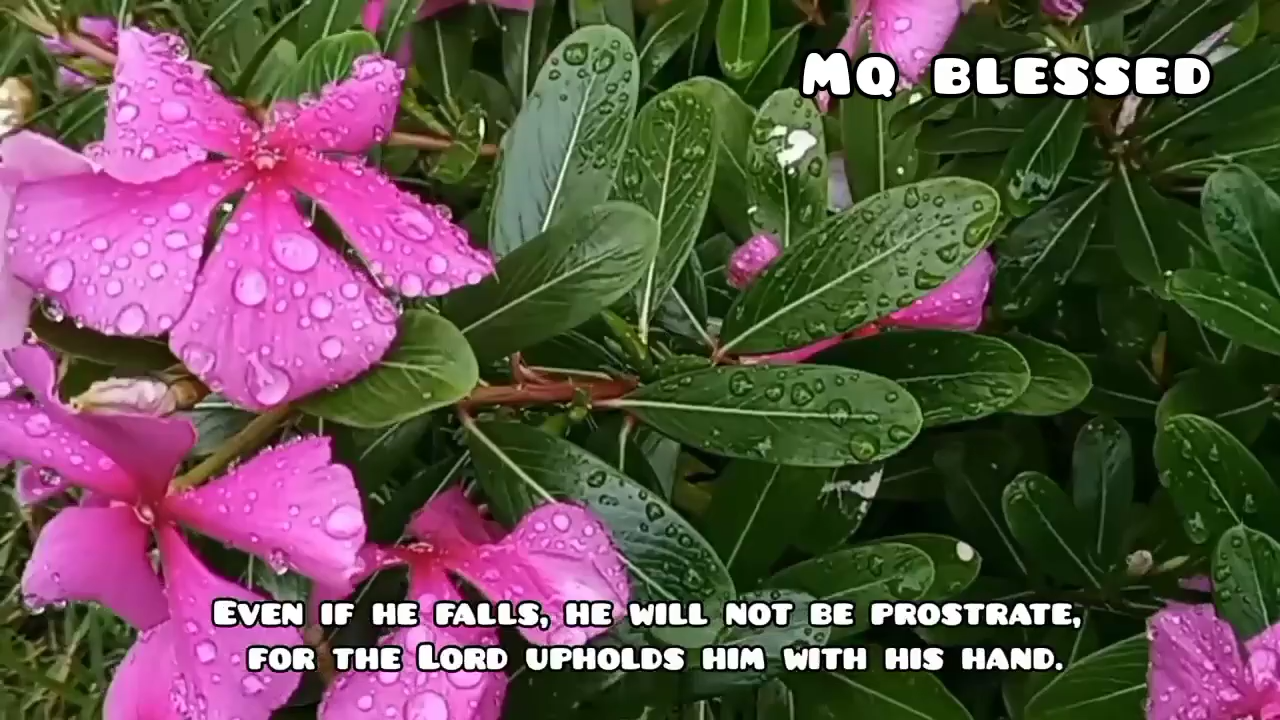 MQ BLESSED
EVEN IF HE FALLS, HE WILL NOT BE PROSTRATE,
FOR THE LORD UPHOLDS HIM WITH HIS HAND.